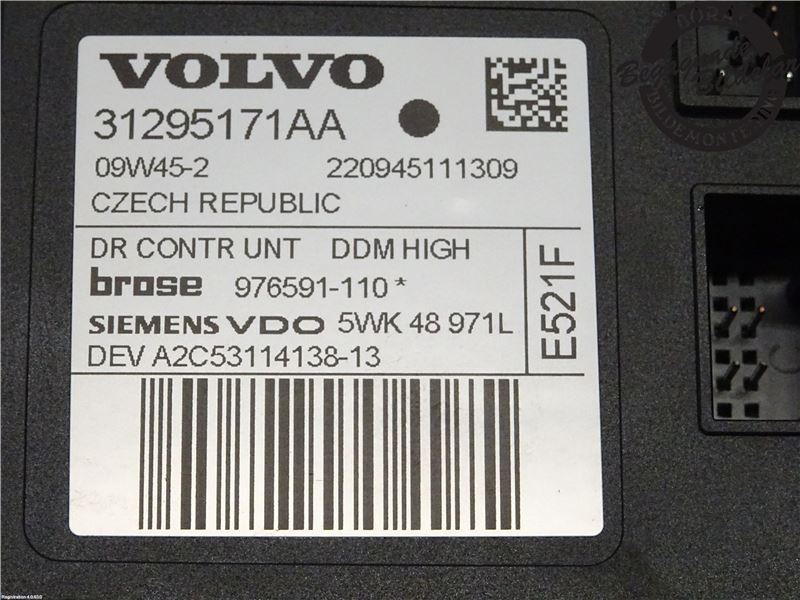 VOLVO
31295171AA
09W45-2 220945111309
CZECH REPUBLIC
DR CONTR UNT DDM HIGH
brose 976591-110 *
SIEMENS VDO 5WK 48 971L
DEV A2C53114138-13
E521F
BILDEMONTERING